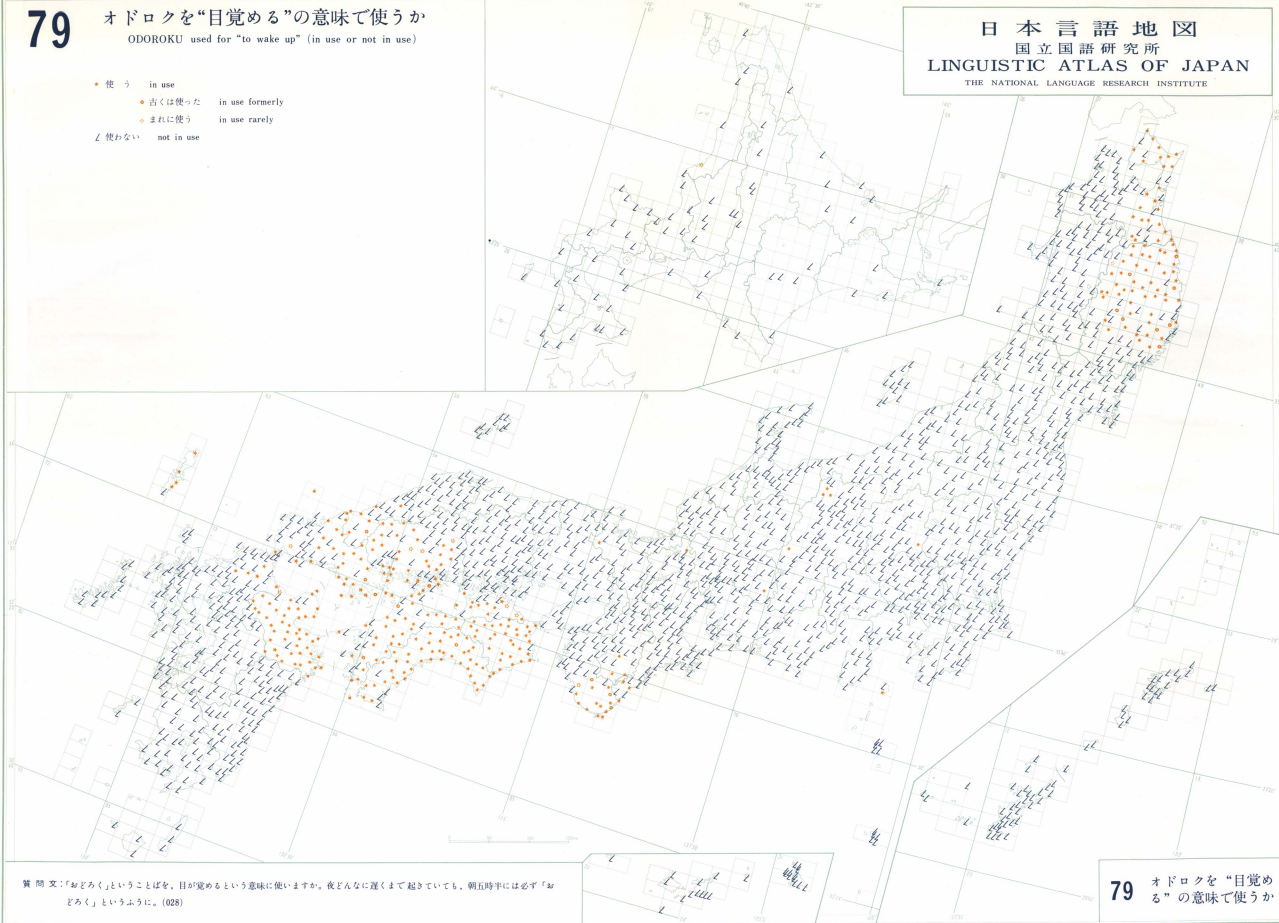 79
オドロクを“目覚める”の意味で使うか
ODOROKU used for “to wake up” (in use or not in use)
使う in use
古くは使った in use formerly
まれに使う in use rarely
使わない not in use
日本言語地図
国立国語研究所
LINGUISTIC ATLAS OF JAPAN
THE NATIONAL LANGUAGE RESEARCH INSTITUTE
質問文:「おどろく」ということばを，目が覚めるという意味に使いますか。夜どんなに遅くまで起きていても，朝五時半には必ず「お
どろく」というふうに。(028)
79
オドロクを“目覚め
る”の意味で使うか